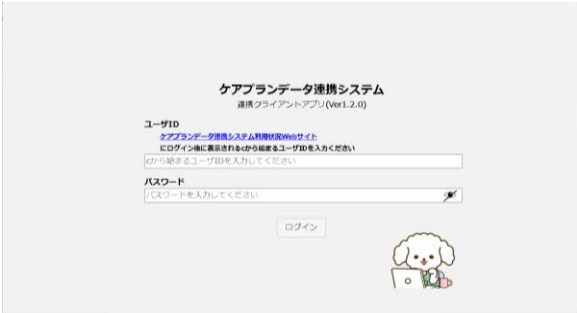 ケアプランデータ連携システム
連携クライアントアプリ(Ver1.2.0)
ユーザID
ケアプランデータ連携システム利用状況Webサイト
にログイン後に表示されるcから始まるユーザIDを入力ください
cから始まるユーザIDを入力してください
パスワード
パスワードを入力してください
ログイン